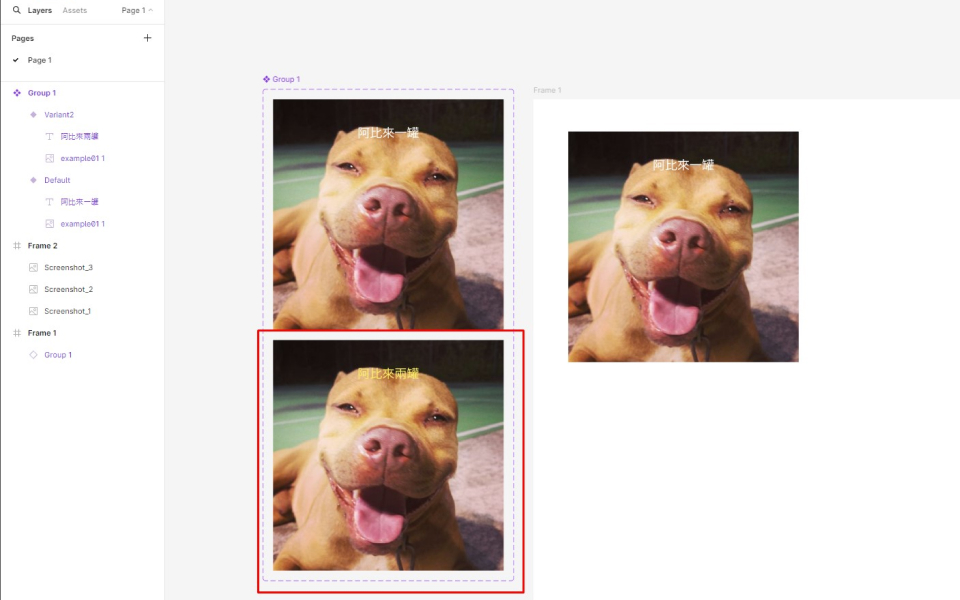 Layers Assets Page 1
Pages
Page 1
Group 1
Variant2
阿比來兩罐
example01 1
Default
阿比來一罐
example01 1
Frame 2
Screenshot_3
Screenshot_2
Screenshot_1
Frame 1
Group 1
Group 1
阿比來一罐
阿比來兩罐
Frame 1
阿比來一罐